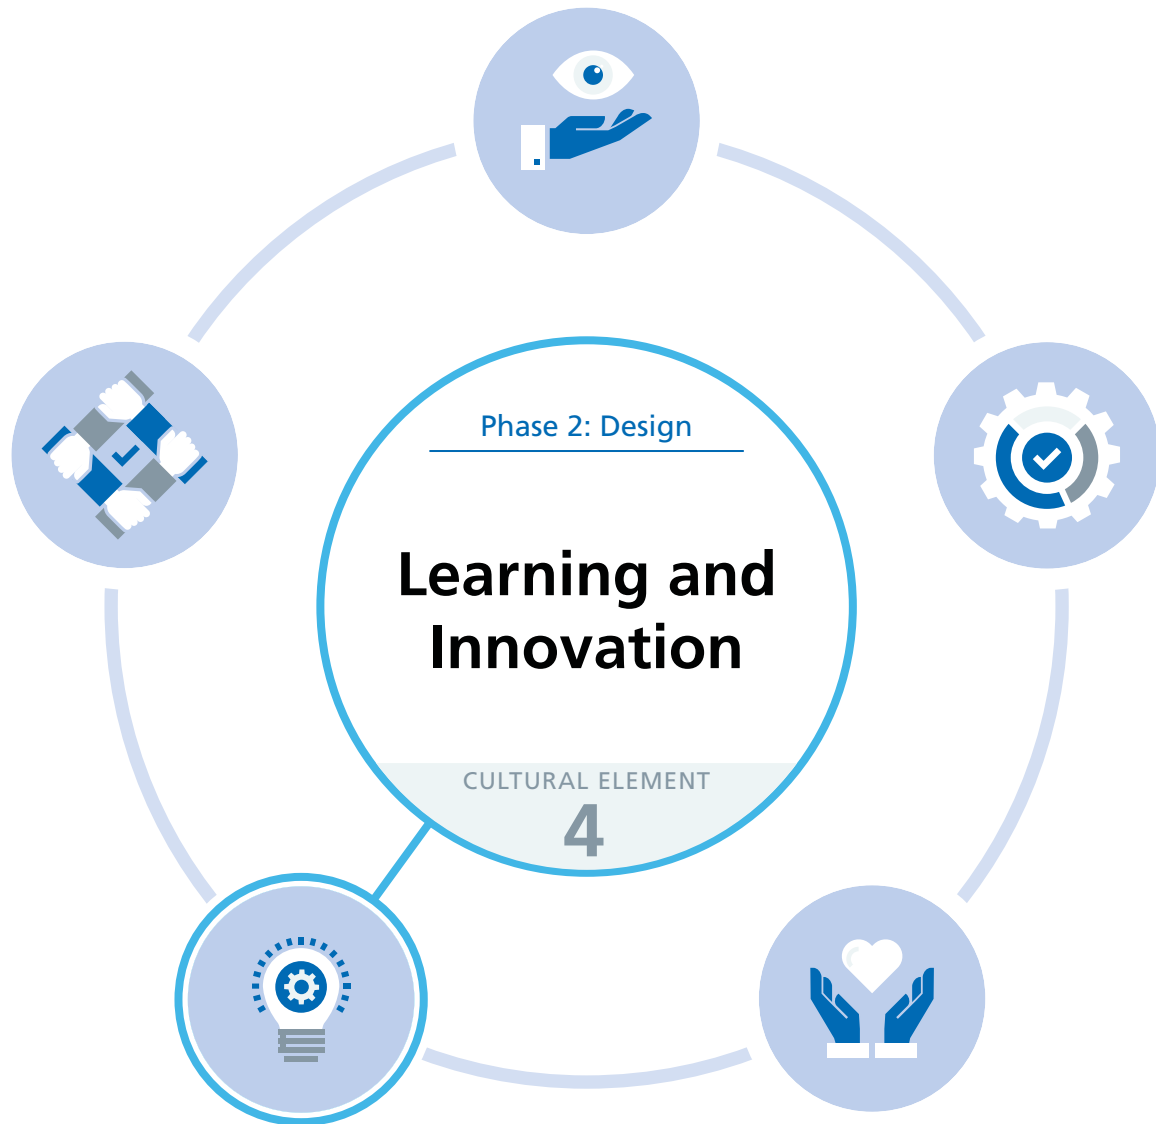 Phase 2: Design
Learning and
Innovation
CULTURAL ELEMENT
4